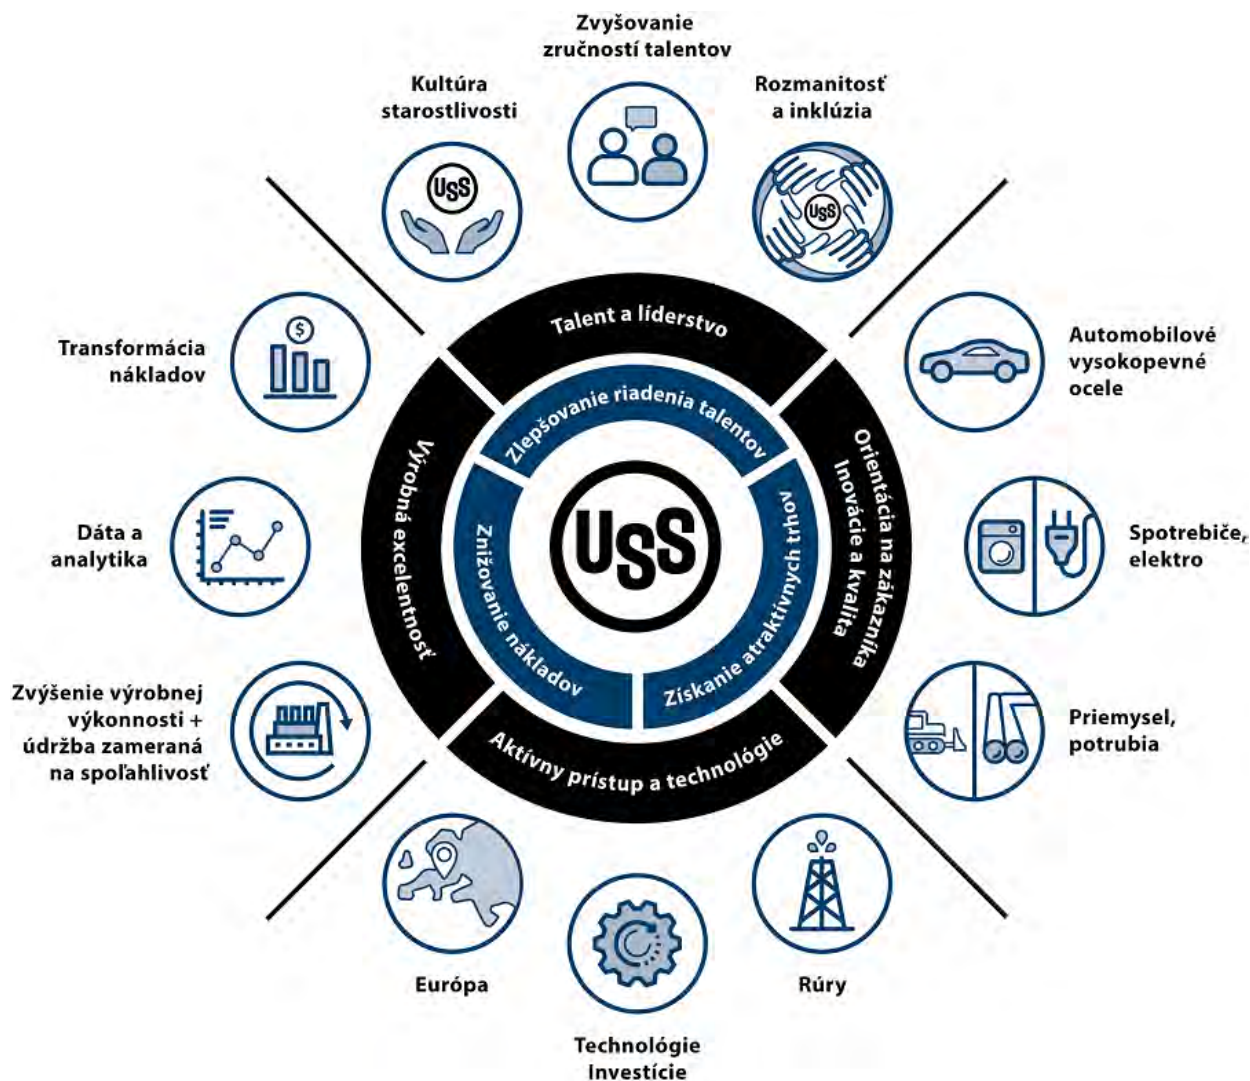 Zvyšovanie
zručností talentov
Kultúra
starostlivosti
Rozmanitosť
a inklúzia
USS
USS
Transformácia
nákladov
$
Automobilové
vysokopevné
ocele
Talent a líderstvo
Zlepšovanie riadenia talentov
Výrobná excelentnosť
Znižovanie nákladov
USS
Získanie atraktívnych trhov
Orientácia na zákazníka
Inovácie a kvalita
Dáta a
analytika
Spotrebiče,
elektro
Zvýšenie výrobnej
výkonnosti +
údržba zameraná
na spoľahlivosť
Priemysel,
potrubia
Aktívny prístup a technológie
Európa
Technológie
Investície
Rúry